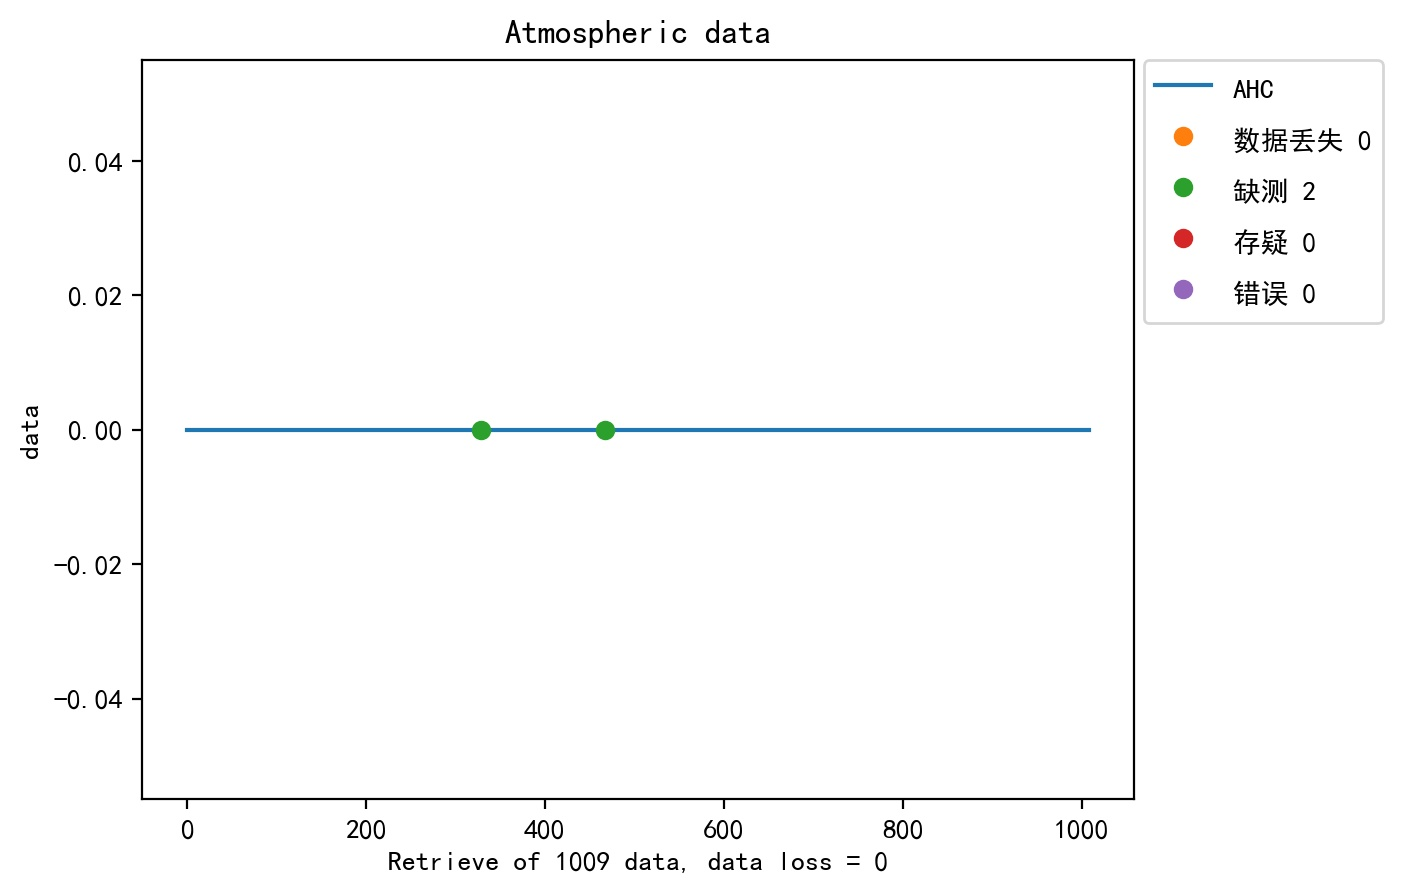 Atmospheric data
AHC
数据丢失 0
缺测 2
存疑 0
错误 0
0.04
0.02
0.00
-0.02
-0.04
data
0 200 400 600 800 1000
Retrieve of 1009 data, data loss = 0